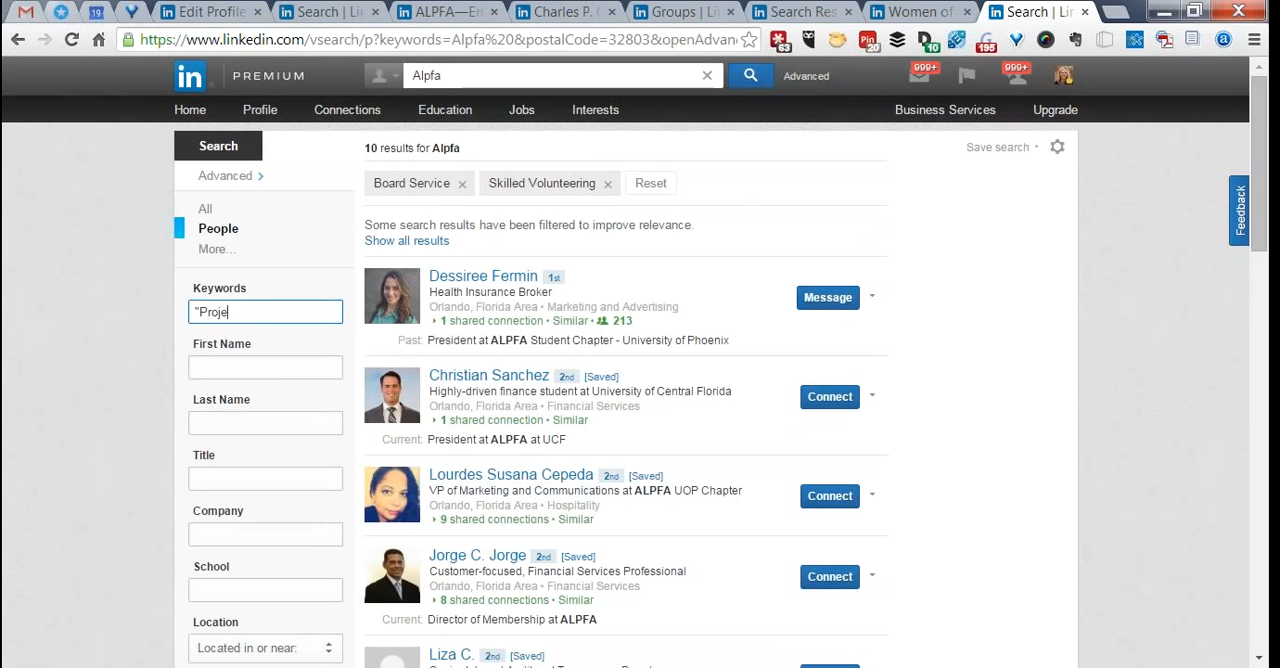 Edit Profile
Search | Lin
ALPFA—En
Charles P. C
Groups | Li
Search Res
Women of
Search | Lin
https://www.linkedin.com/vsearch/p?keywords=Alpfa%20&postalCode=32803&openAdvan
in PREMIUM
Alpfa
Advanced
999+
999+
Home Profile Connections Education Jobs Interests Business Services Upgrade
Search
Advanced >
All
People
More...
Keywords
"Proje
First Name
Last Name
Title
Company
School
Location
Located in or near:
10 results for Alpfa
Save search
Board Service × Skilled Volunteering × Reset
Some search results have been filtered to improve relevance.
Show all results
Dessiree Fermin 1st
Health Insurance Broker
Orlando, Florida Area • Marketing and Advertising
1 shared connection • Similar • 213
Past: President at ALPFA Student Chapter - University of Phoenix
Message
Christian Sanchez 2nd [Saved]
Highly-driven finance student at University of Central Florida
Orlando, Florida Area • Financial Services
1 shared connection • Similar
Current: President at ALPFA at UCF
Connect
Lourdes Susana Cepeda 2nd [Saved]
VP of Marketing and Communications at ALPFA UOP Chapter
Orlando, Florida Area • Hospitality
9 shared connections • Similar
Connect
Jorge C. Jorge 2nd [Saved]
Customer-focused, Financial Services Professional
Orlando, Florida Area • Financial Services
8 shared connections • Similar
Current: Director of Membership at ALPFA
Connect
Liza C. 2nd [Saved]
Feedback